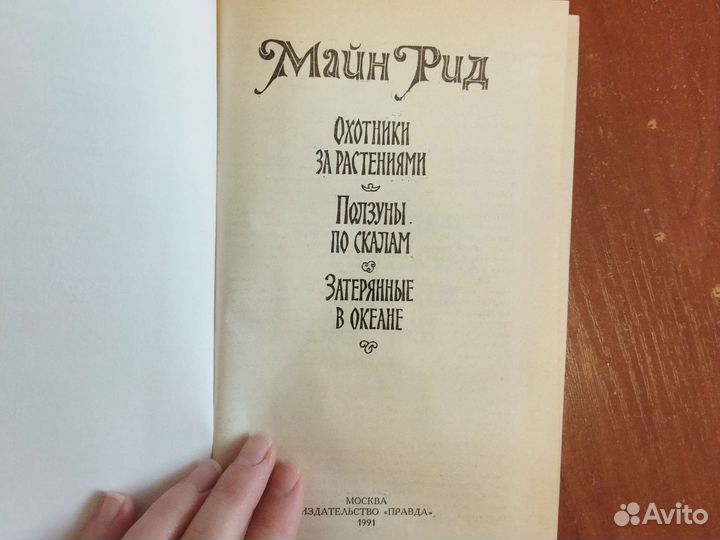 Майн Рид
Охотники
за растениями
Ползуны
по скалам
Затерянные
в океане
МОСКВА
ИЗДАТЕЛЬСТВО «ПРАВДА»
1991
Avito